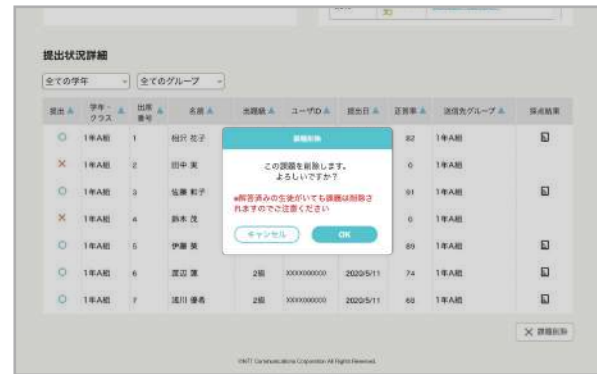 提出状況詳細
全ての学年 全てのグループ
提出 学年・クラス 出席番号 名前 出題級 ユーザID 提出日 正答率 送信先グループ 採点結果
○ 1年A組 1 相沢 花子 82 1年A組
× 1年A組 2 田中 実 0 1年A組
○ 1年A組 3 佐藤 和子 91 1年A組
× 1年A組 4 鈴木 茂 0 1年A組
○ 1年A組 5 伊藤 英 89 1年A組
○ 1年A組 6 渡辺 薫 2級 XXXX000000 2020/5/11 74 1年A組
○ 1年A組 7 浅川 優希 2級 XXXX000000 2020/5/11 68 1年A組
課題削除
この課題を削除します。
よろしいですか？
※解答済みの生徒がいても課題は削除さ
れますのでご注意ください
キャンセル OK
× 課題削除
©NTT Communications Corporation All Rights Reserved.